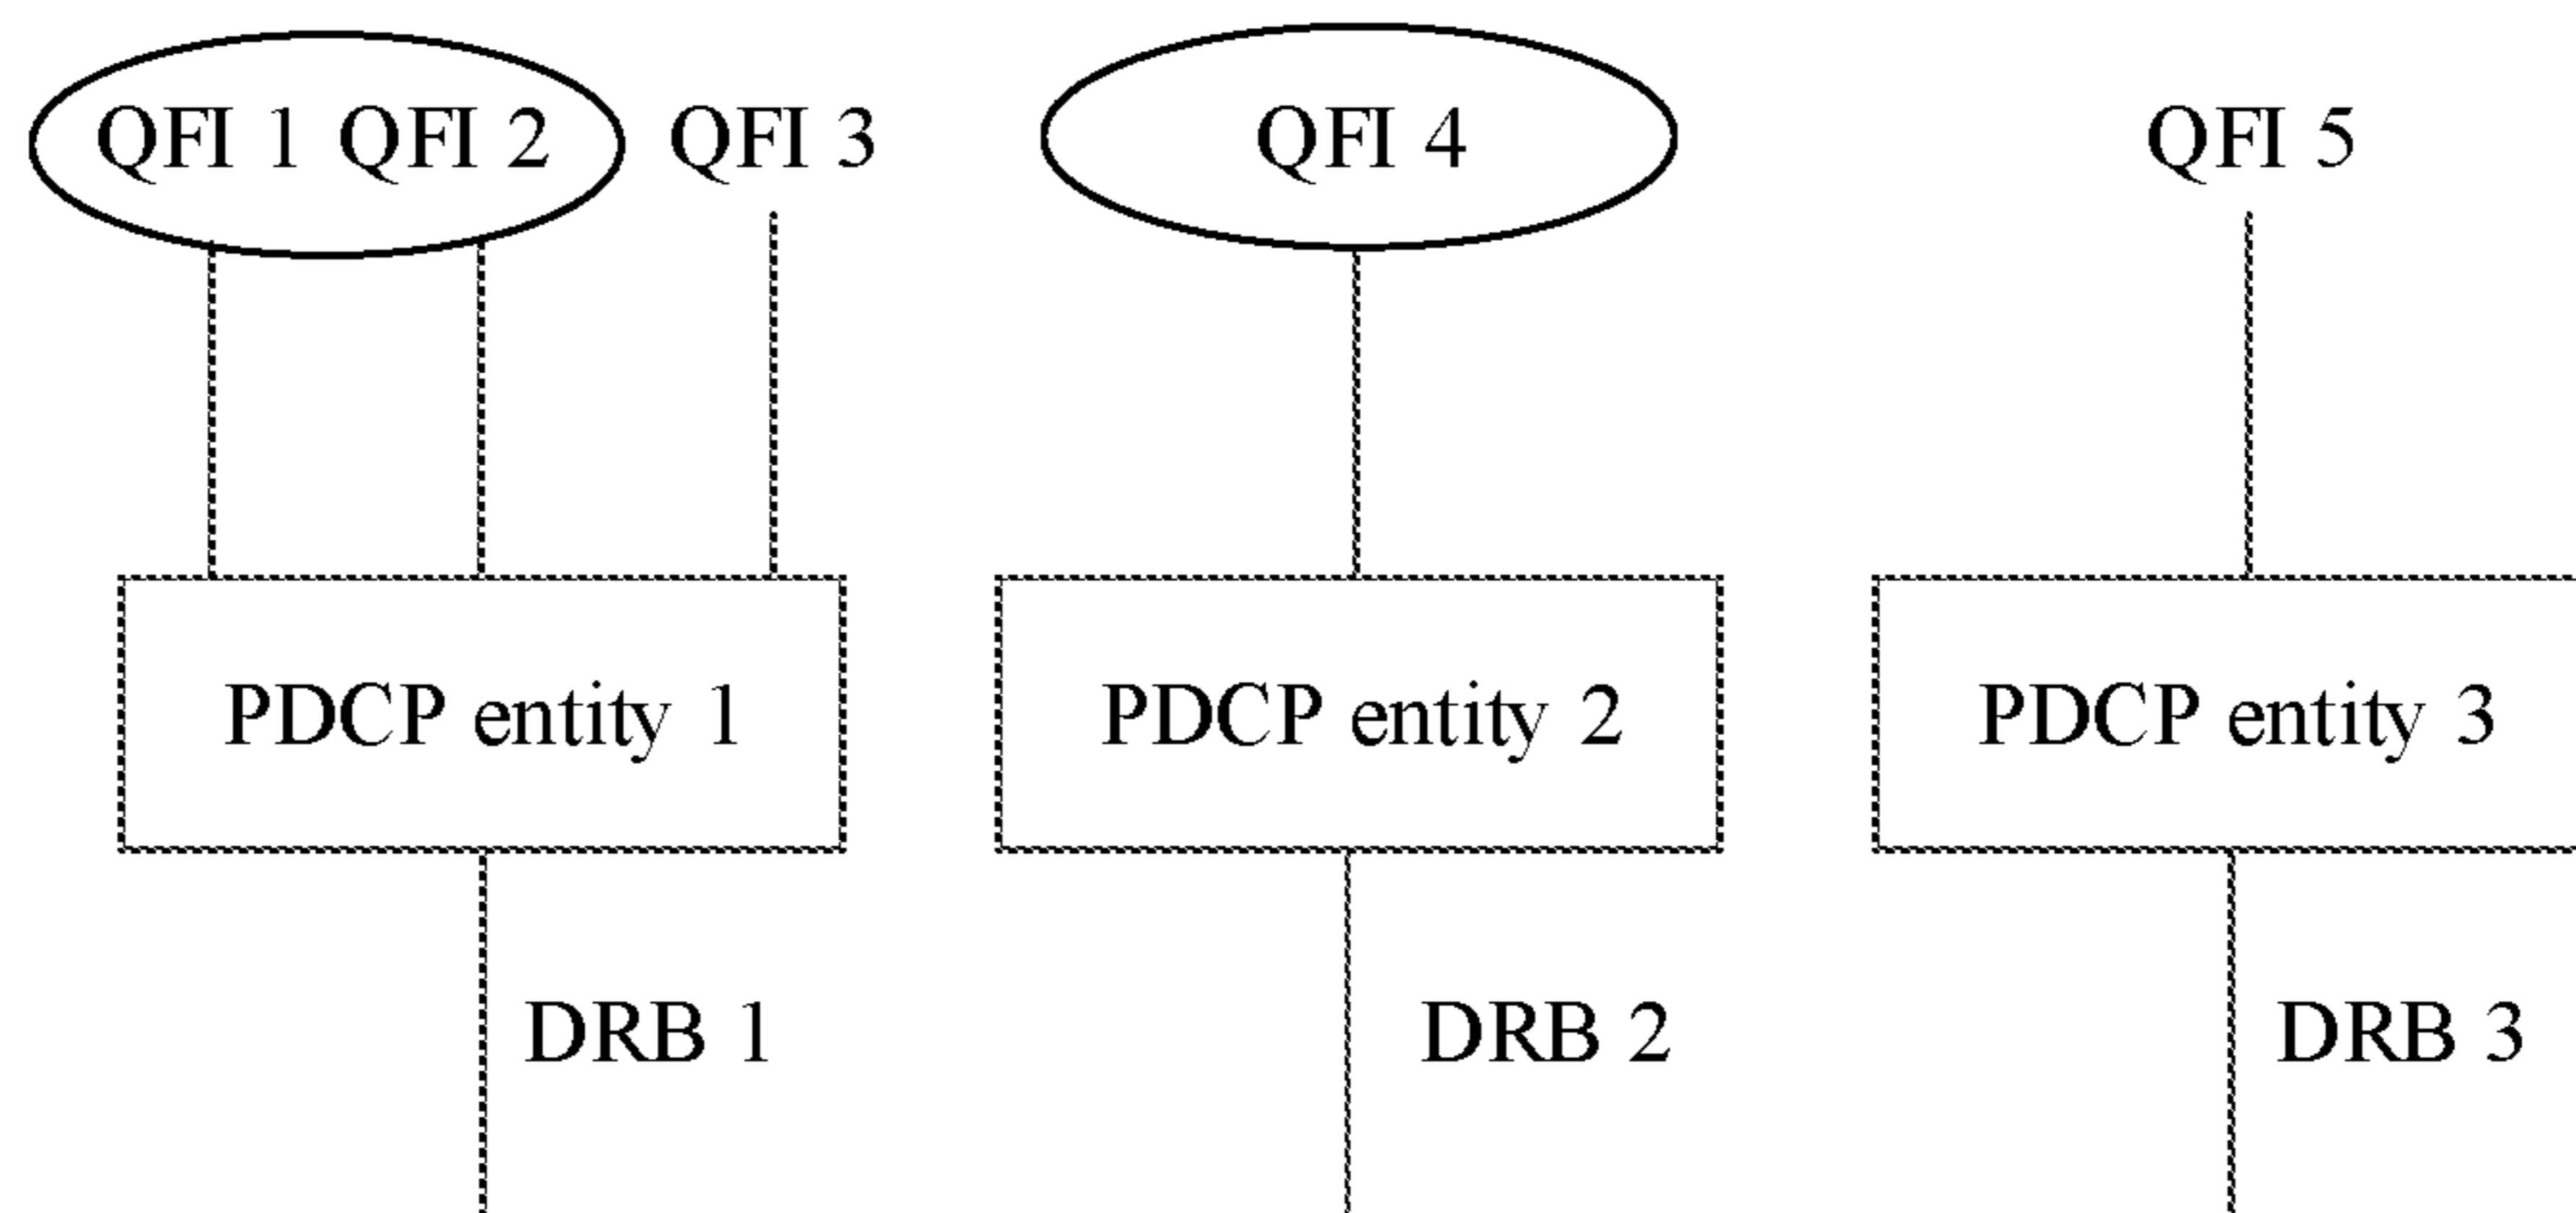 QFI 1 QFI 2 QFI 3 QFI 4 QFI 5
PDCP entity 1 PDCP entity 2 PDCP entity 3
DRB 1 DRB 2 DRB 3